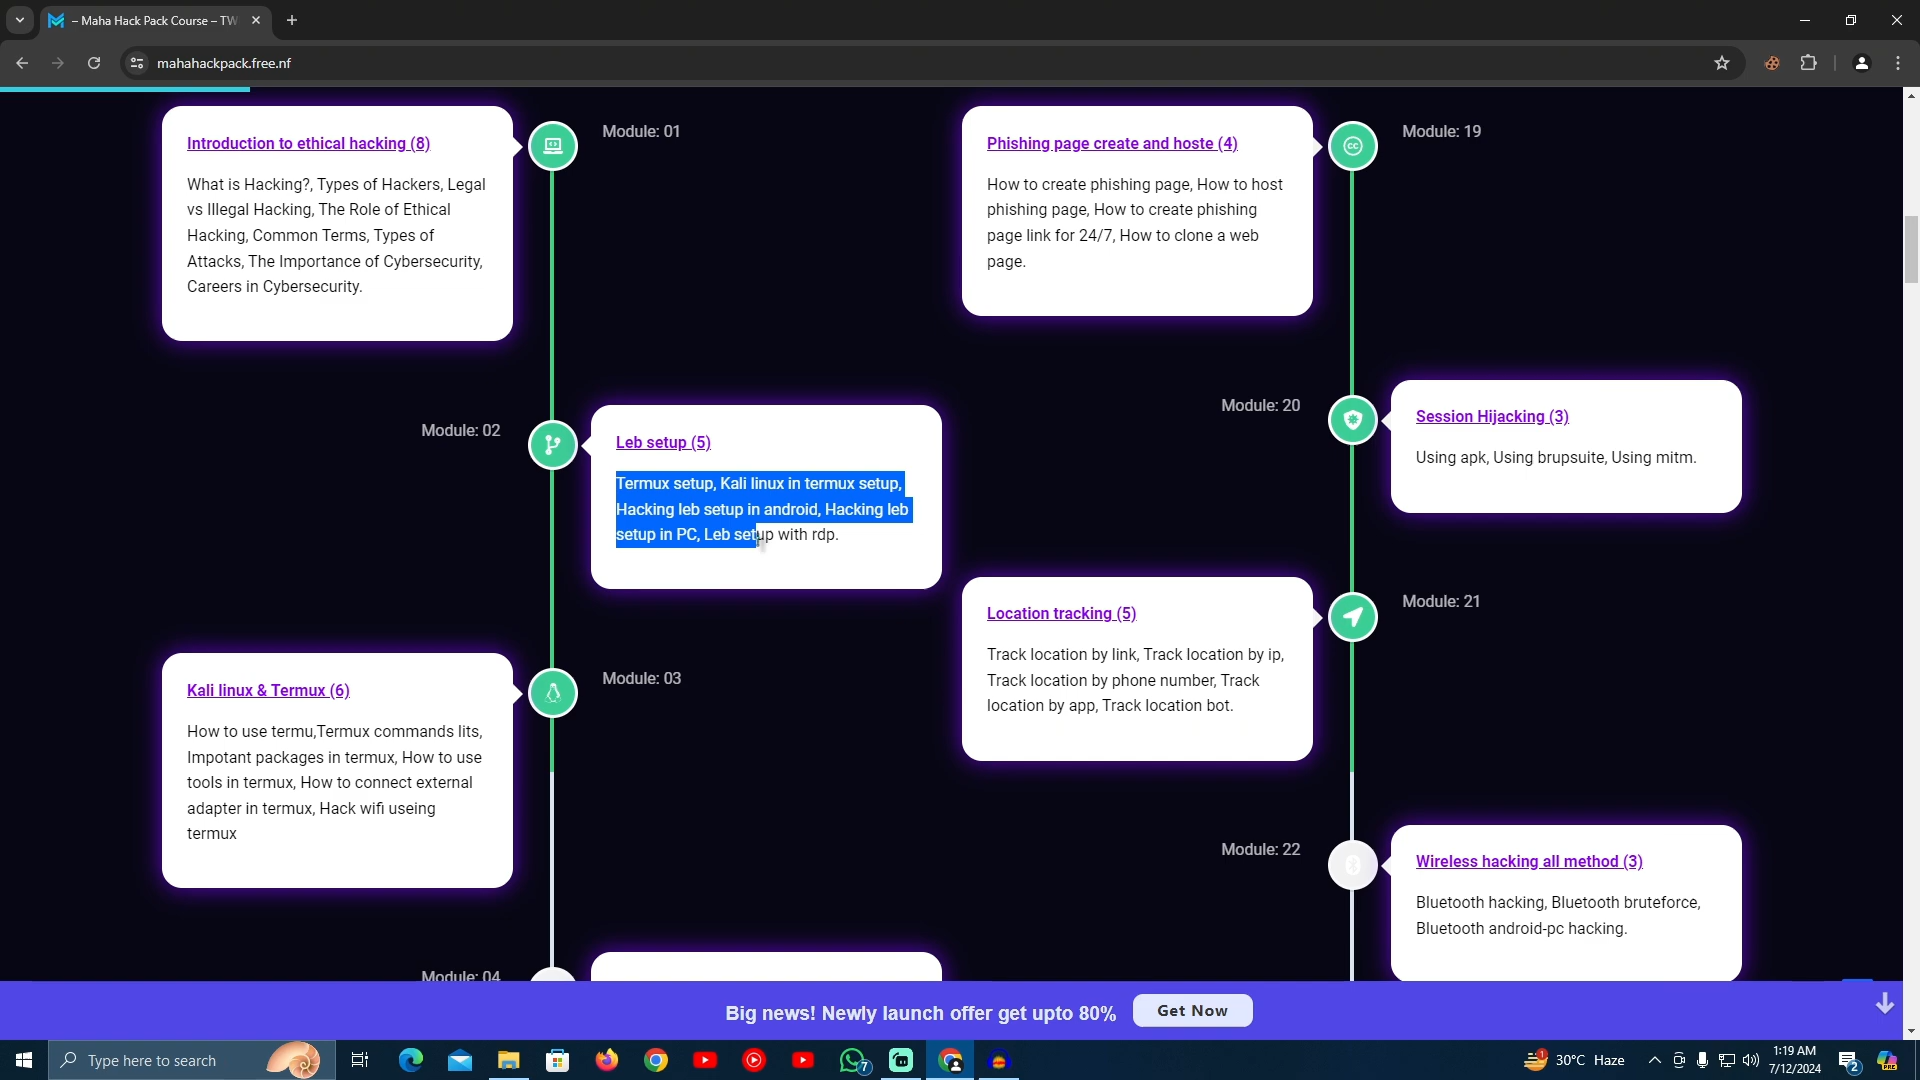 – Maha Hack Pack Course – TW
mahahackpack.free.nf
Introduction to ethical hacking (8)
What is Hacking?, Types of Hackers, Legal
vs Illegal Hacking, The Role of Ethical
Hacking, Common Terms, Types of
Attacks, The Importance of Cybersecurity,
Careers in Cybersecurity.
Module: 01
Module: 02
Leb setup (5)
Termux setup, Kali linux in termux setup,
Hacking leb setup in android, Hacking leb
setup in PC, Leb setup with rdp.
Kali linux & Termux (6)
How to use termu,Termux commands lits,
Impotant packages in termux, How to use
tools in termux, How to connect external
adapter in termux, Hack wifi useing
termux
Module: 03
Module: 04
Phishing page create and hoste (4)
How to create phishing page, How to host
phishing page, How to create phishing
page link for 24/7, How to clone a web
page.
Module: 19
Module: 20
Session Hijacking (3)
Using apk, Using brupsuite, Using mitm.
Location tracking (5)
Track location by link, Track location by ip,
Track location by phone number, Track
location by app, Track location bot.
Module: 21
Module: 22
Wireless hacking all method (3)
Bluetooth hacking, Bluetooth bruteforce,
Bluetooth android-pc hacking.
Big news! Newly launch offer get upto 80%
Get Now
Type here to search
7
1
30°C Haze
1:19 AM
7/12/2024
2
PRE